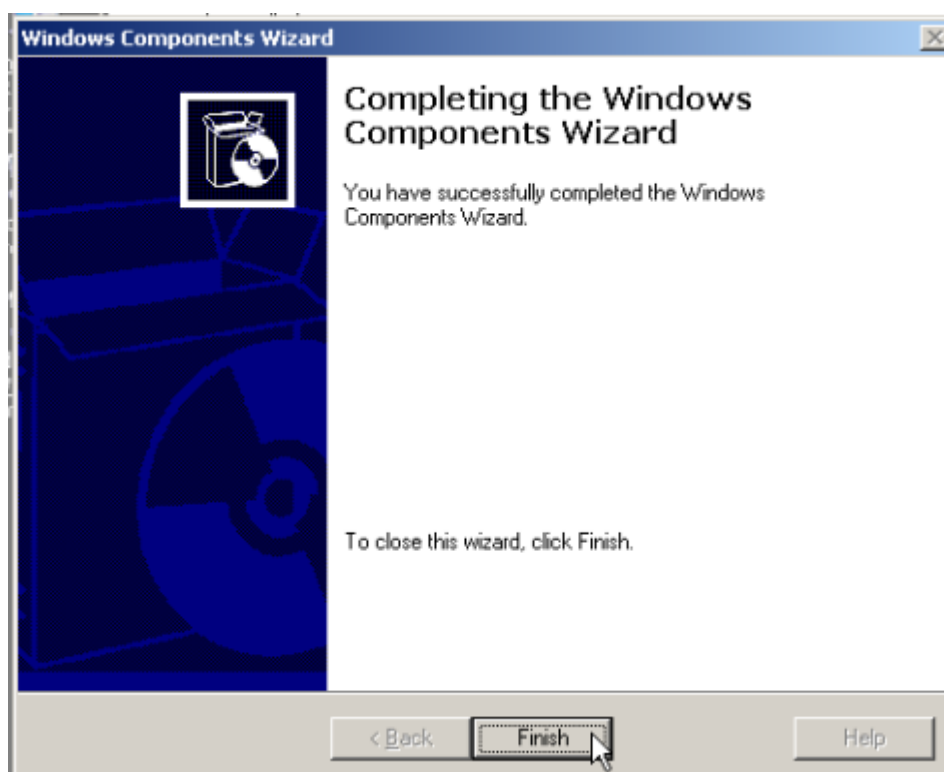 Windows Components Wizard
Completing the Windows
Components Wizard
You have successfully completed the Windows
Components Wizard.
To close this wizard, click Finish.
< Back
Finish
Help